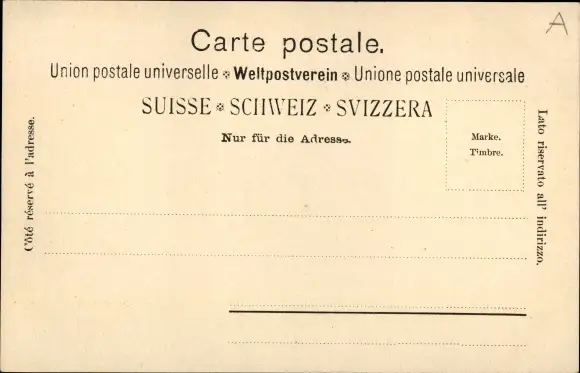 A
Carte postale.
Union postale universelle ❉ Weltpostverein ❉ Unione postale universale
SUISSE ❉ SCHWEIZ ❉ SVIZZERA
Nur für die Adresse.
Marke.
Timbre.
Côté réservé à l'adresse.
Lato riservato all' indirizzo.